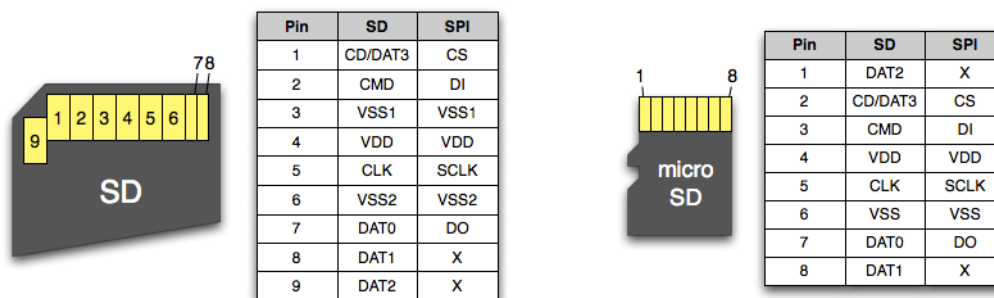 Pin SD SPI
1 CD/DAT3 CS
2 CMD DI
3 VSS1 VSS1
4 VDD VDD
5 CLK SCLK
6 VSS2 VSS2
7 DAT0 DO
8 DAT1 X
9 DAT2 X
78
1 2 3 4 5 6
9
SD
Pin SD SPI
1 DAT2 X
2 CD/DAT3 CS
3 CMD DI
4 VDD VDD
5 CLK SCLK
6 VSS VSS
7 DAT0 DO
8 DAT1 X
1 8
micro
SD